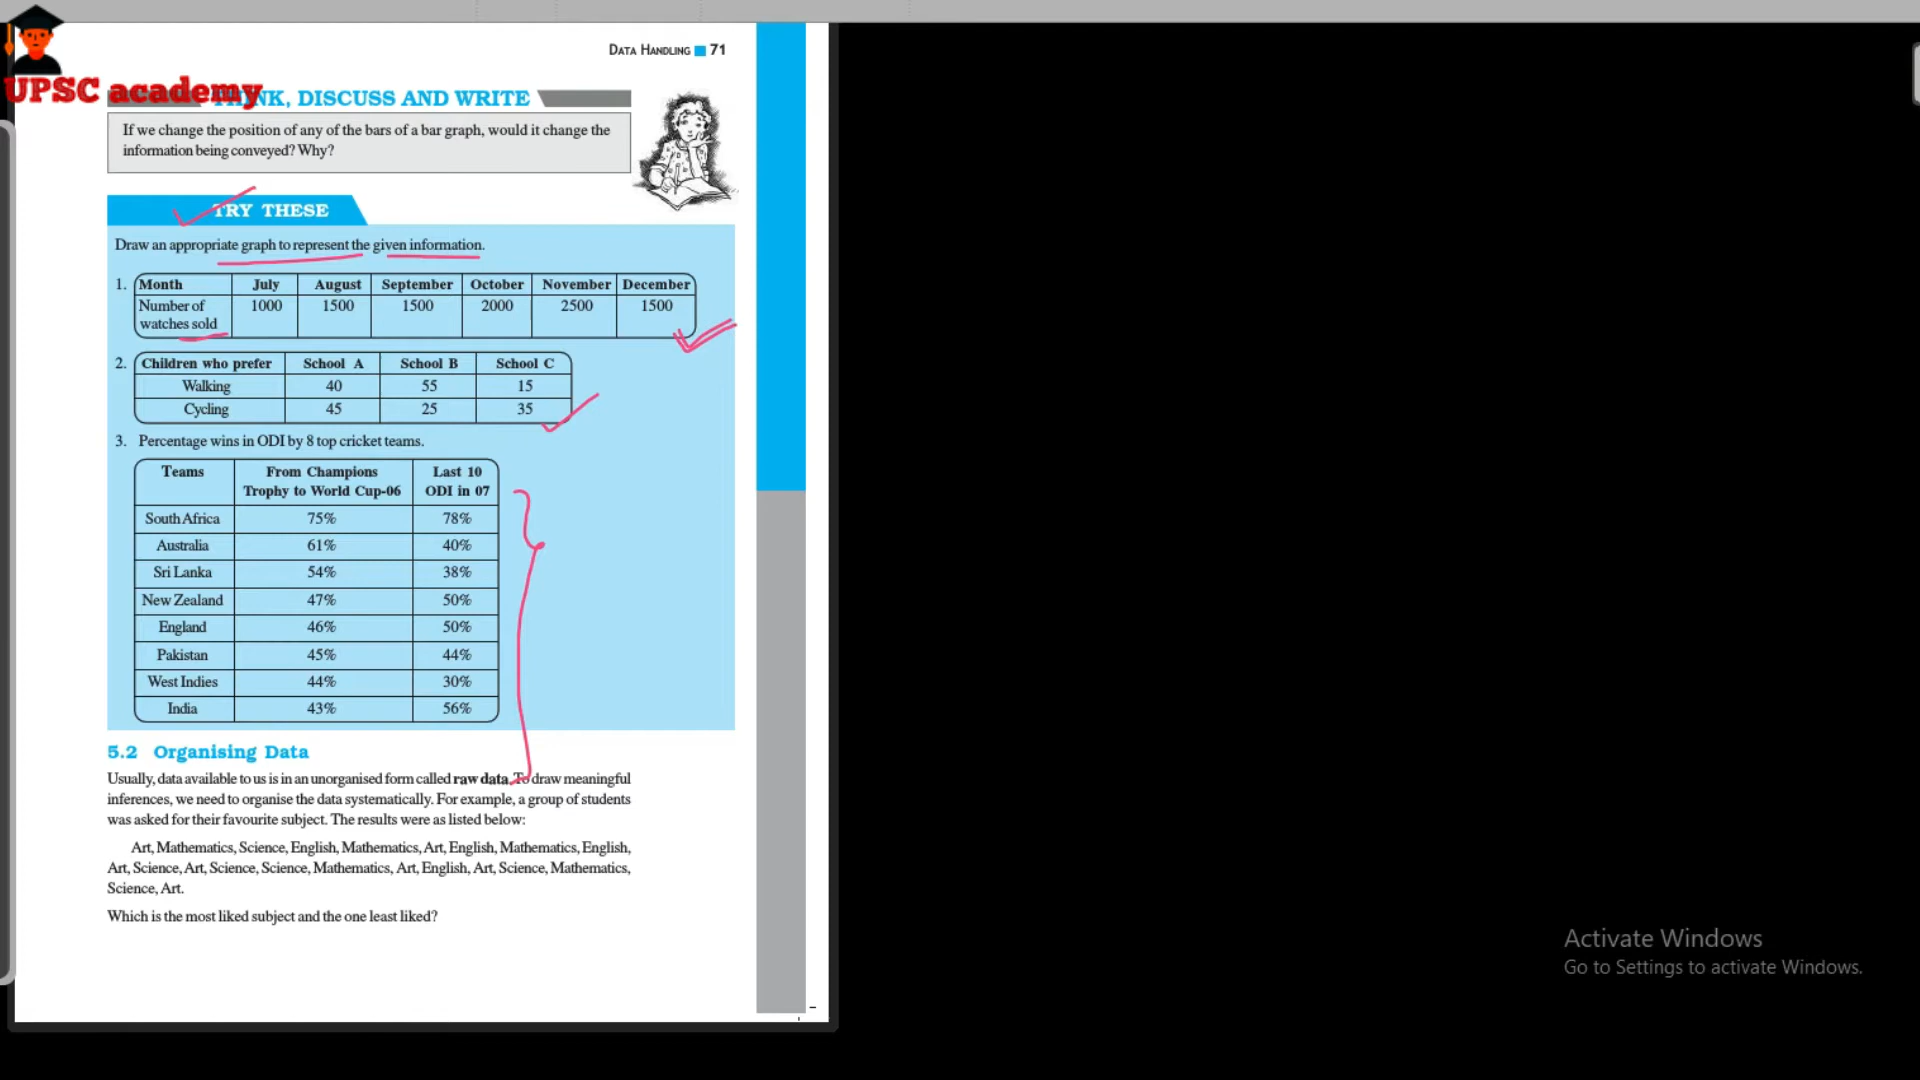 DATA HANDLING 71
UPSC academy
THINK, DISCUSS AND WRITE
If we change the position of any of the bars of a bar graph, would it change the
information being conveyed? Why?
TRY THESE
Draw an appropriate graph to represent the given information.
1. Month July August September October November December
Number of watches sold 1000 1500 1500 2000 2500 1500
2. Children who prefer School A School B School C
Walking 40 55 15
Cycling 45 25 35
3. Percentage wins in ODI by 8 top cricket teams.
Teams From Champions Trophy to World Cup-06 Last 10 ODI in 07
South Africa 75% 78%
Australia 61% 40%
Sri Lanka 54% 38%
New Zealand 47% 50%
England 46% 50%
Pakistan 45% 44%
West Indies 44% 30%
India 43% 56%
5.2 Organising Data
Usually, data available to us is in an unorganised form called raw data. To draw meaningful
inferences, we need to organise the data systematically. For example, a group of students
was asked for their favourite subject. The results were as listed below:
Art, Mathematics, Science, English, Mathematics, Art, English, Mathematics, English,
Art, Science, Art, Science, Science, Mathematics, Art, English, Art, Science, Mathematics,
Science, Art.
Which is the most liked subject and the one least liked?
Activate Windows
Go to Settings to activate Windows.